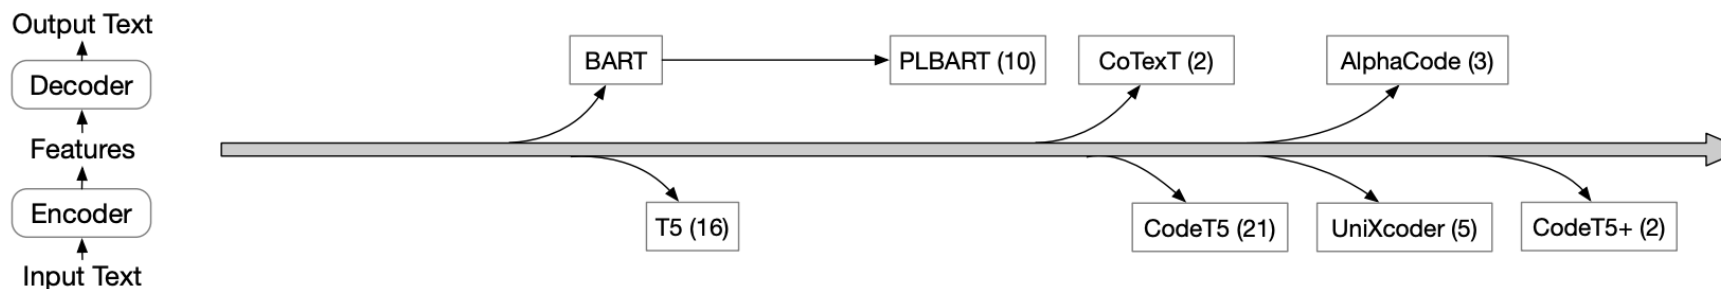 Output Text
Decoder
Features
Encoder
Input Text
BART
PLBART (10)
CoTexT (2)
AlphaCode (3)
T5 (16)
CodeT5 (21)
UniXcoder (5)
CodeT5+ (2)